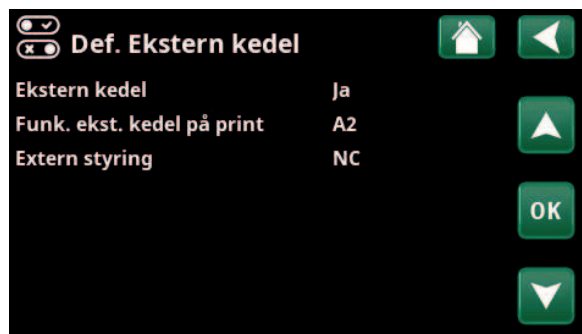 Def. Ekstern kedel
Ekstern kedel Ja
Funk. ekst. kedel på print A2
Extern styring NC
OK